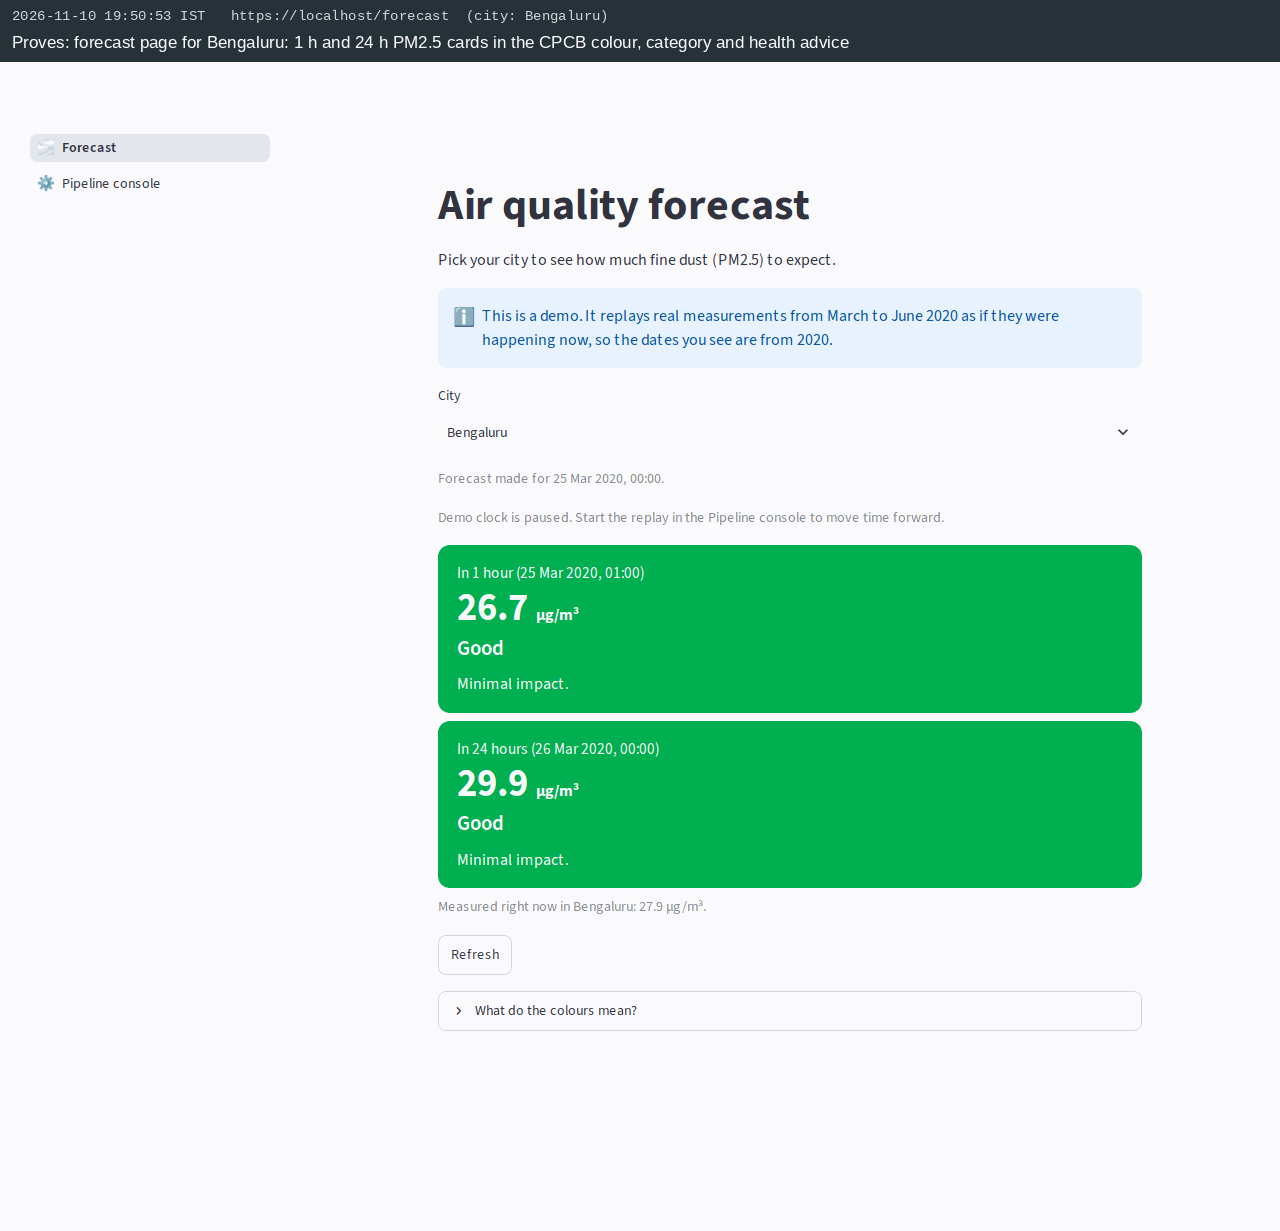 2026-11-10 19:50:53 IST   https://localhost/forecast  (city: Bengaluru)
Proves: forecast page for Bengaluru: 1 h and 24 h PM2.5 cards in the CPCB colour, category and health advice
Forecast
Pipeline console
Air quality forecast
Pick your city to see how much fine dust (PM2.5) to expect.
This is a demo. It replays real measurements from March to June 2020 as if they were
happening now, so the dates you see are from 2020.
City
Bengaluru
Forecast made for 25 Mar 2020, 00:00.
Demo clock is paused. Start the replay in the Pipeline console to move time forward.
In 1 hour (25 Mar 2020, 01:00)
26.7 µg/m³
Good
Minimal impact.
In 24 hours (26 Mar 2020, 00:00)
29.9 µg/m³
Good
Minimal impact.
Measured right now in Bengaluru: 27.9 µg/m³.
Refresh
What do the colours mean?